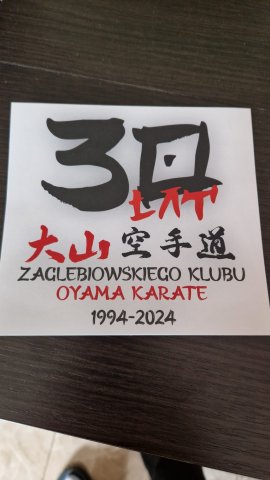 30
LAT
大山 空手道
ZAGLEBIOWSKIEGO KLUBU
OYAMA KARATE
1994-2024